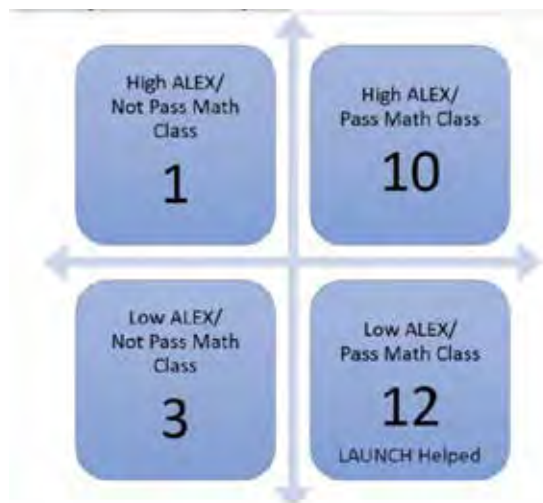 High ALEX/
Not Pass Math
Class
1
High ALEX/
Pass Math Class
10
Low ALEX/
Not Pass Math
Class
3
Low ALEX/
Pass Math Class
12
LAUNCH Helped